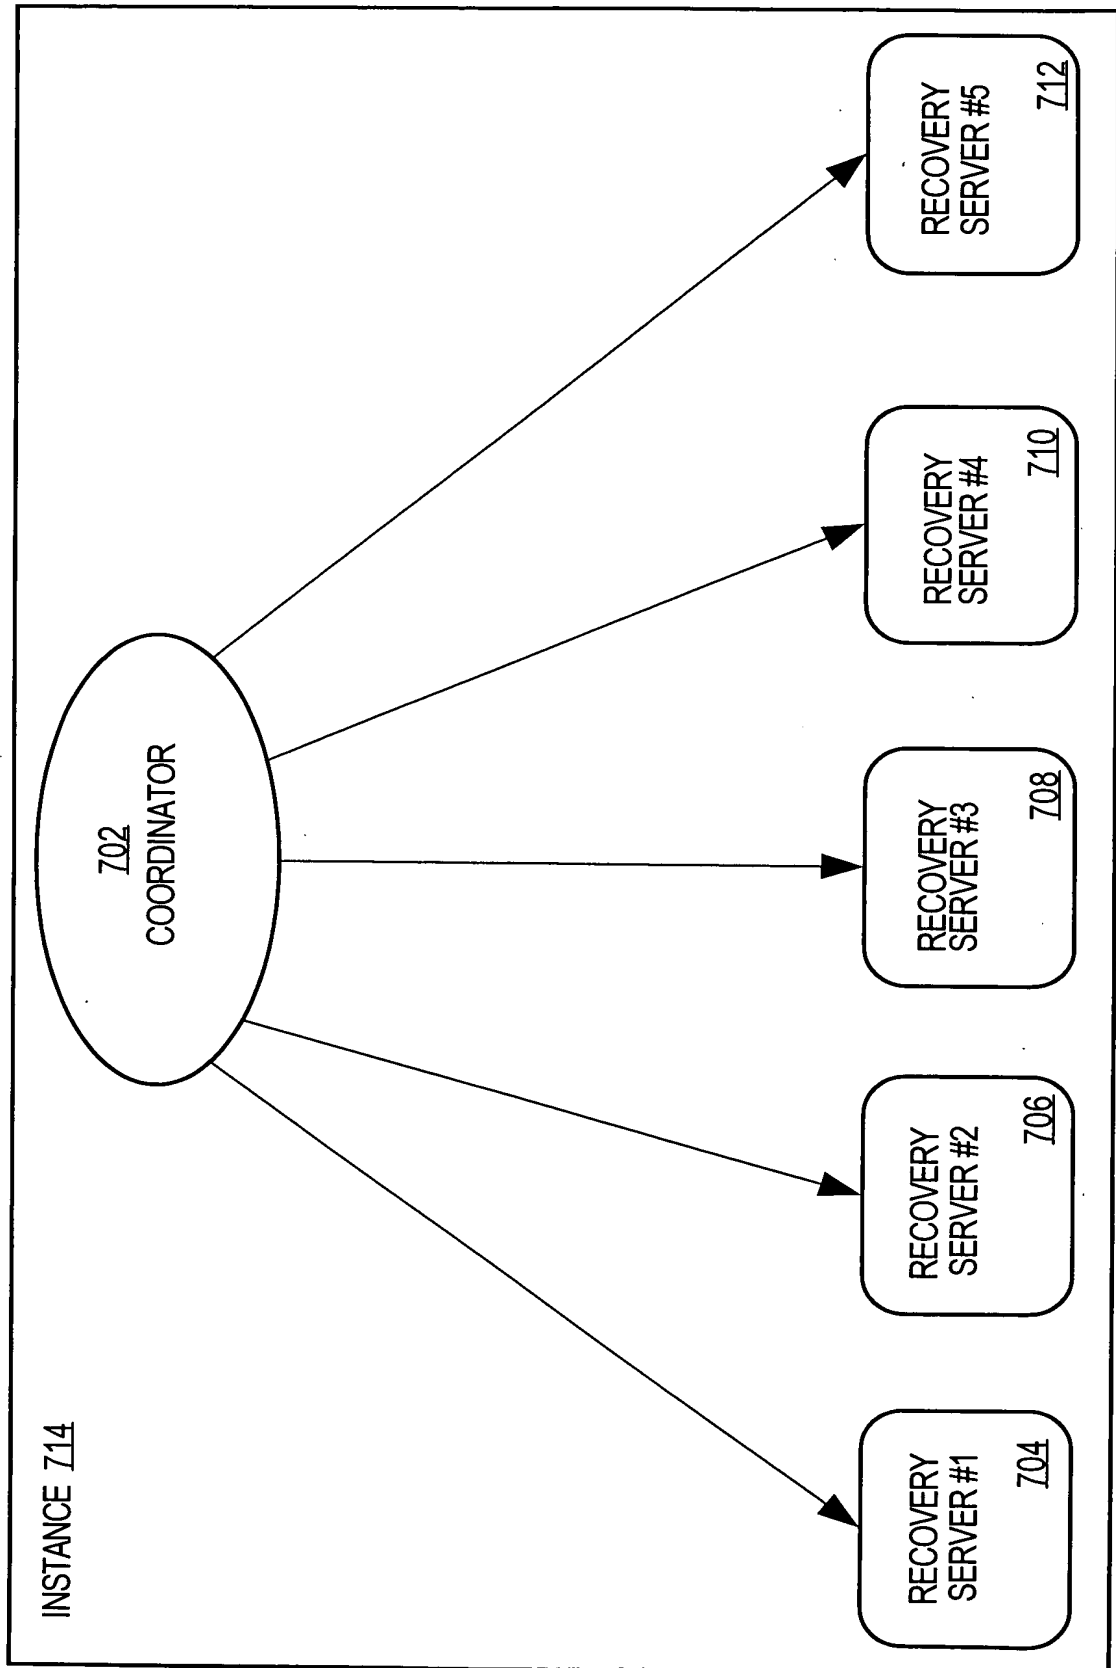 INSTANCE 714
702
COORDINATOR
RECOVERY
SERVER #1
704
RECOVERY
SERVER #2
706
RECOVERY
SERVER #3
708
RECOVERY
SERVER #4
710
RECOVERY
SERVER #5
712